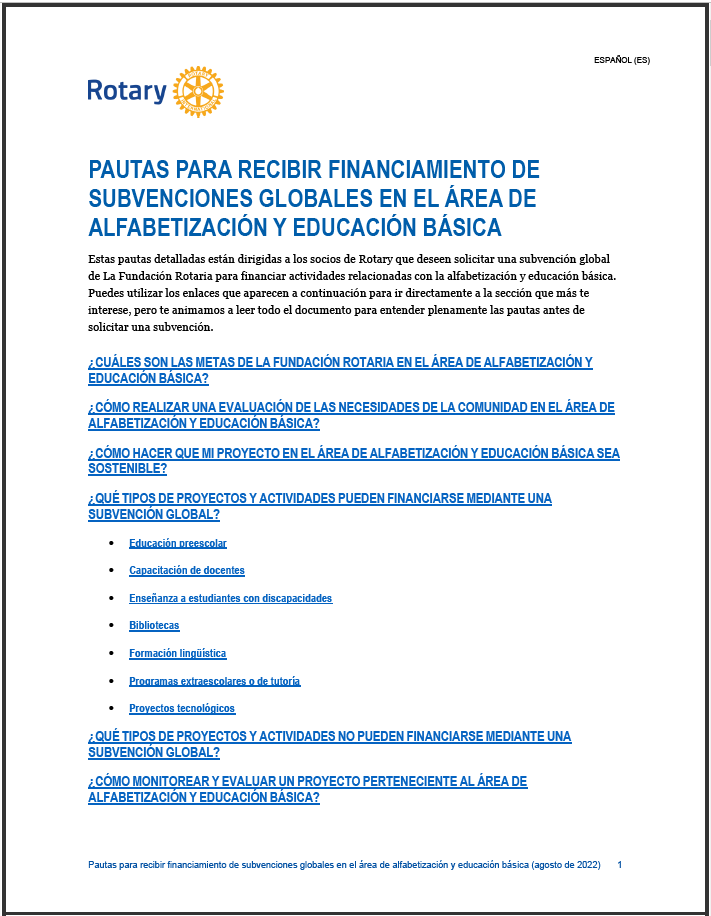 ESPAÑOL (ES)
Rotary
PAUTAS PARA RECIBIR FINANCIAMIENTO DE
SUBVENCIONES GLOBALES EN EL ÁREA DE
ALFABETIZACIÓN Y EDUCACIÓN BÁSICA
Estas pautas detalladas están dirigidas a los socios de Rotary que deseen solicitar una subvención global
de La Fundación Rotaria para financiar actividades relacionadas con la alfabetización y educación básica.
Puedes utilizar los enlaces que aparecen a continuación para ir directamente a la sección que más te
interese, pero te animamos a leer todo el documento para entender plenamente las pautas antes de
solicitar una subvención.
¿CUÁLES SON LAS METAS DE LA FUNDACIÓN ROTARIA EN EL ÁREA DE ALFABETIZACIÓN Y
EDUCACIÓN BÁSICA?
¿CÓMO REALIZAR UNA EVALUACIÓN DE LAS NECESIDADES DE LA COMUNIDAD EN EL ÁREA DE
ALFABETIZACIÓN Y EDUCACIÓN BÁSICA?
¿CÓMO HACER QUE MI PROYECTO EN EL ÁREA DE ALFABETIZACIÓN Y EDUCACIÓN BÁSICA SEA
SOSTENIBLE?
¿QUÉ TIPOS DE PROYECTOS Y ACTIVIDADES PUEDEN FINANCIARSE MEDIANTE UNA
SUBVENCIÓN GLOBAL?
• Educación preescolar
• Capacitación de docentes
• Enseñanza a estudiantes con discapacidades
• Bibliotecas
• Formación lingüística
• Programas extraescolares o de tutoría
• Proyectos tecnológicos
¿QUÉ TIPOS DE PROYECTOS Y ACTIVIDADES NO PUEDEN FINANCIARSE MEDIANTE UNA
SUBVENCIÓN GLOBAL?
¿CÓMO MONITOREAR Y EVALUAR UN PROYECTO PERTENECIENTE AL ÁREA DE
ALFABETIZACIÓN Y EDUCACIÓN BÁSICA?
Pautas para recibir financiamiento de subvenciones globales en el área de alfabetización y educación básica (agosto de 2022) 1